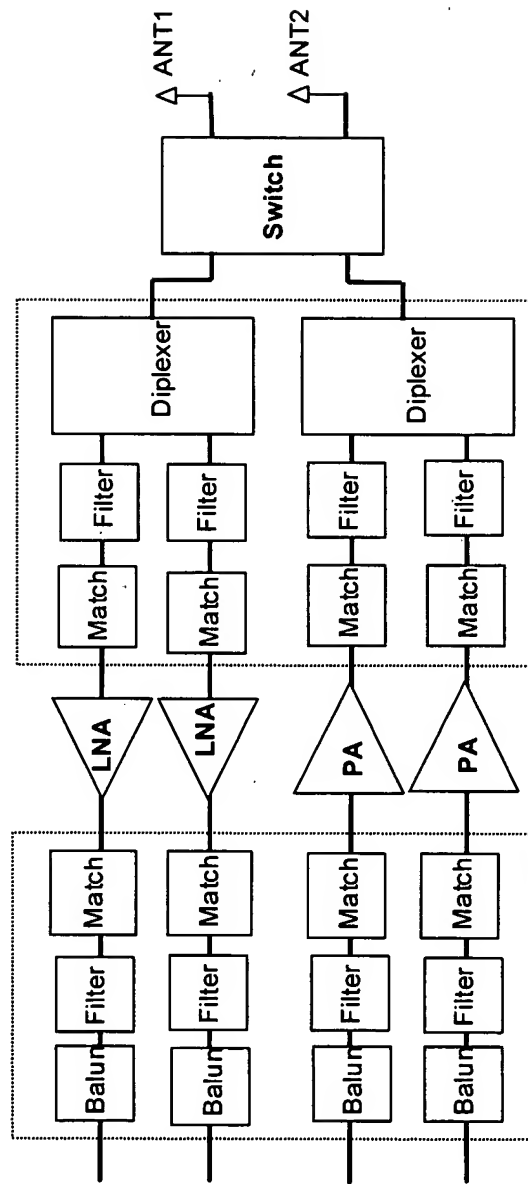 ANT1
ANT2
Switch
Diplexer
Diplexer
Filter
Filter
Filter
Filter
Match
Match
Match
Match
LNA
LNA
PA
PA
Match
Match
Match
Match
Filter
Filter
Filter
Filter
Balun
Balun
Balun
Balun